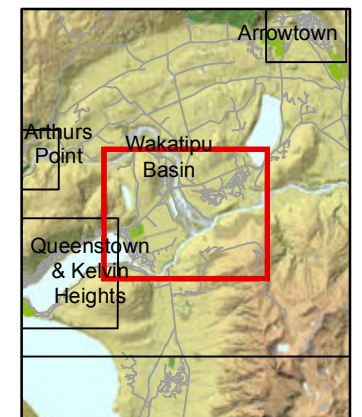 Arrowtown
Arthurs
Point
Wakatipu
Basin
Queenstown
& Kelvin
Heights